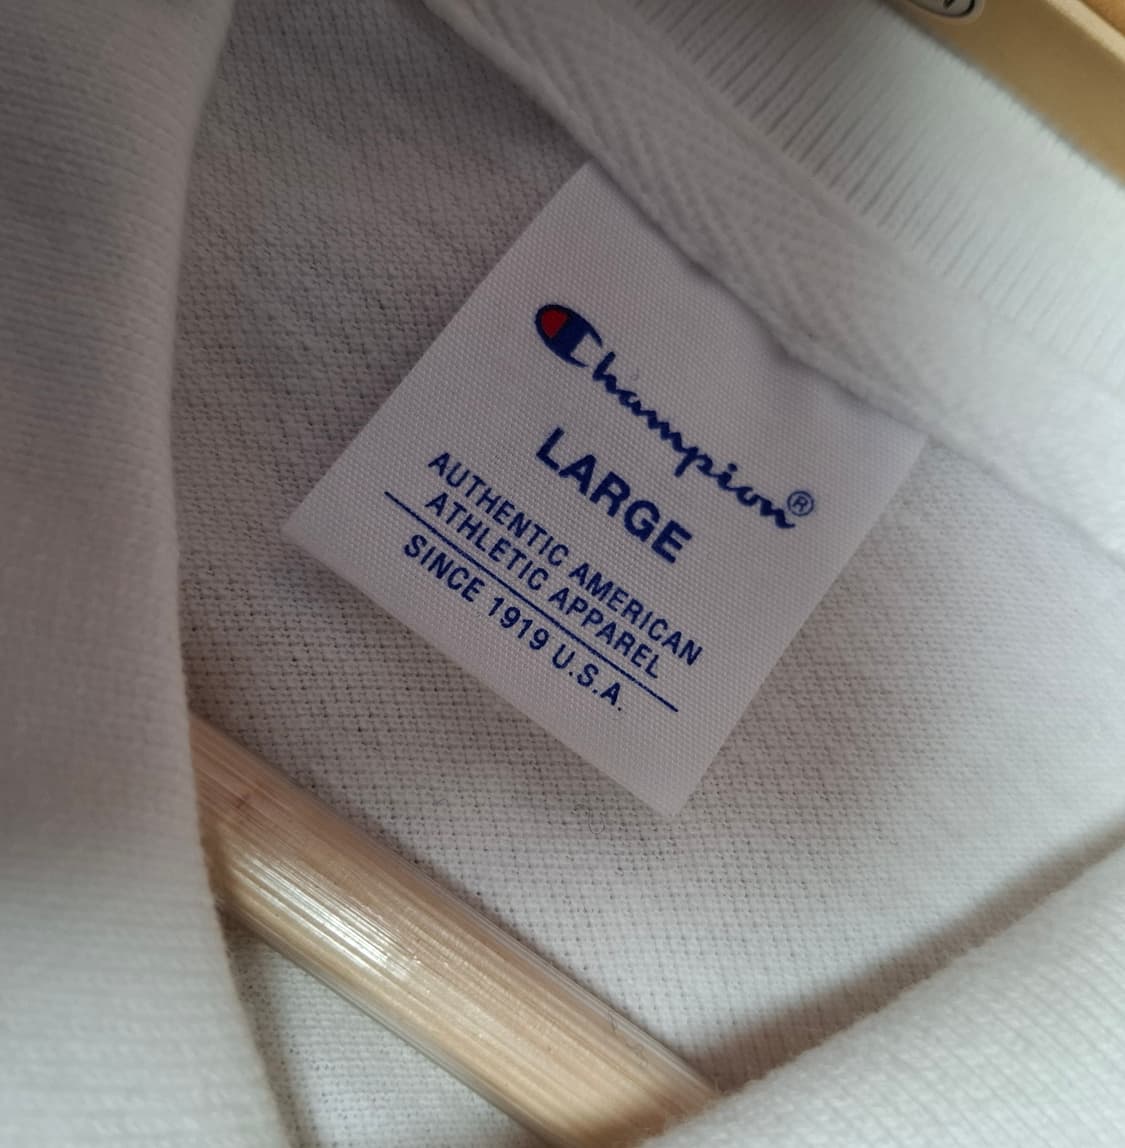 Champion®
LARGE
AUTHENTIC AMERICAN
ATHLETIC APPAREL
SINCE 1919 U.S.A.